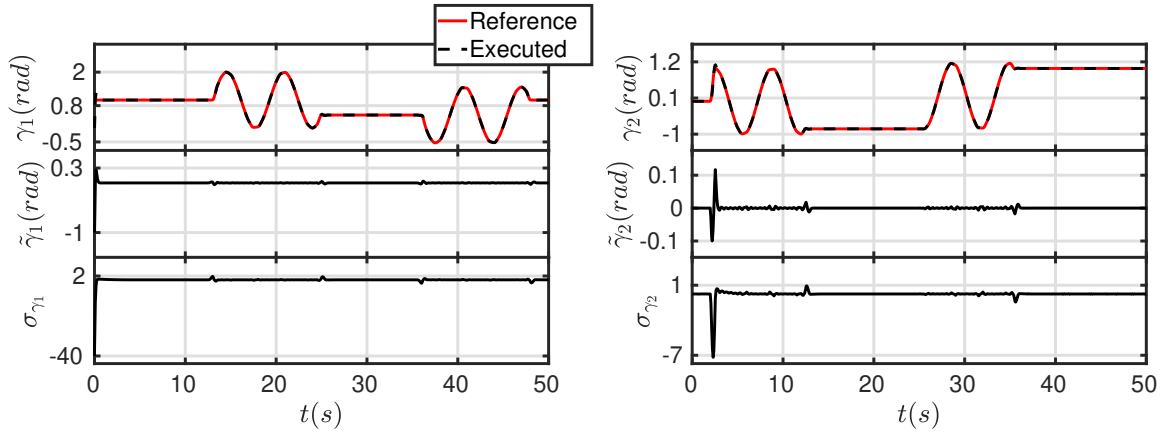 Reference
Executed
γ₁(rad)
2
0.8
-0.5
γ̃₁(rad)
0.3
-1
σ_γ₁
2
-40
0 10 20 30 40 50
t(s)
γ₂(rad)
1.2
0.1
-1
γ̃₂(rad)
0.1
0
-0.1
σ_γ₂
1
-7
0 10 20 30 40 50
t(s)